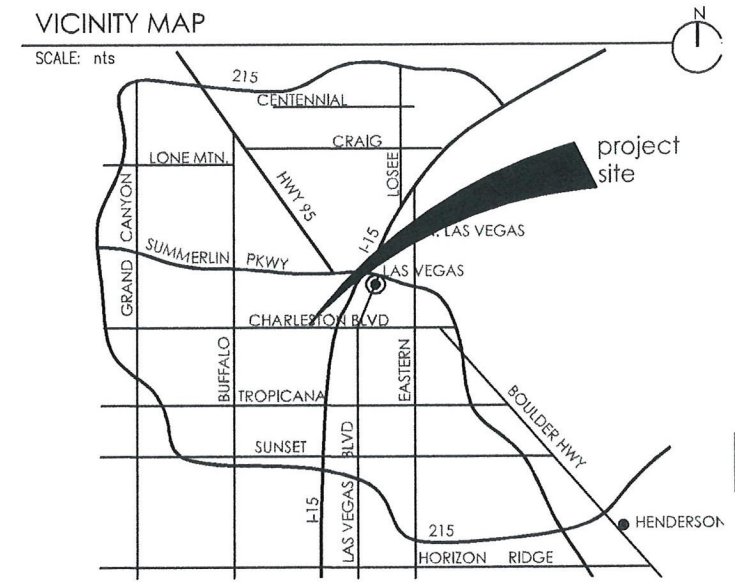 VICINITY MAP
N
SCALE: nts
215
CENTENNIAL
CRAIG
LONE MTN.
LOSEE
project
site
HWY 95
GRAND CANYON
I-15
LAS VEGAS
SUMMERLIN PKWY
LAS VEGAS
CHARLESTON BLVD
BUFFALO
EASTERN
TROPICANA
BOULDER HWY
SUNSET
LAS VEGAS BLVD
I-15
215
HENDERSON
HORIZON RIDGE